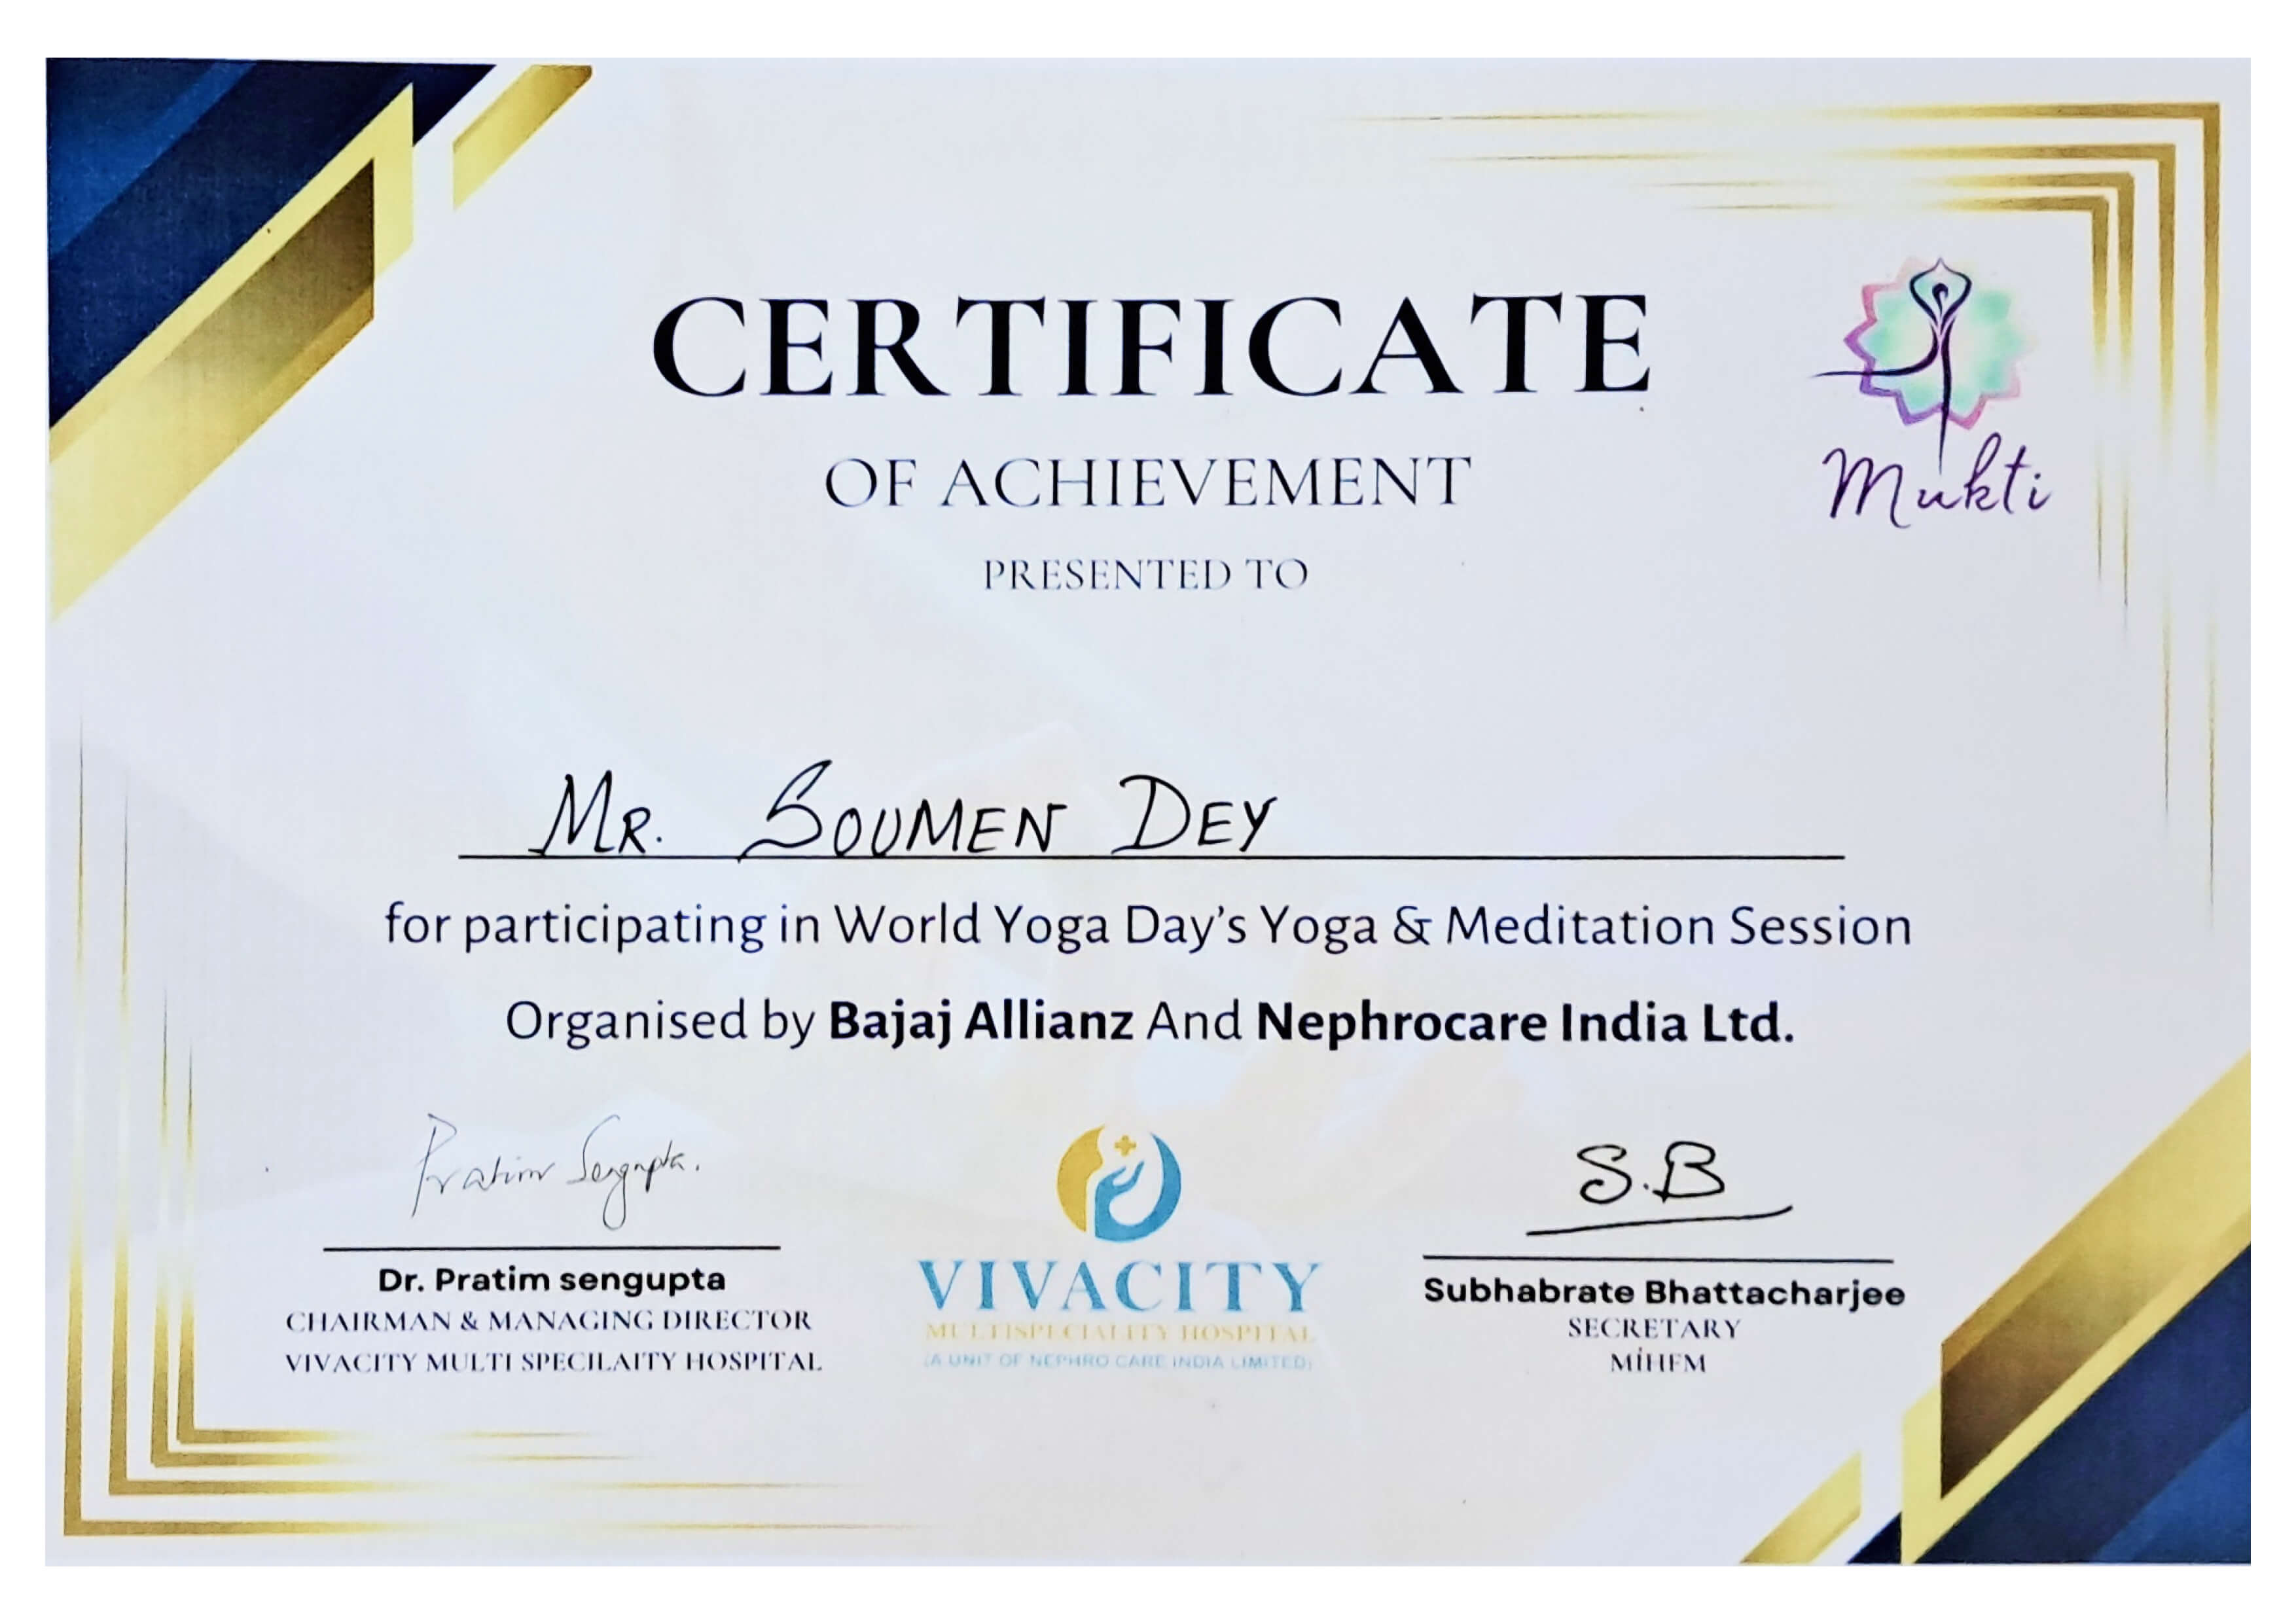 CERTIFICATE
OF ACHIEVEMENT
Mukti
PRESENTED TO
MR. SOUMEN DEY
for participating in World Yoga Day's Yoga & Meditation Session
Organised by Bajaj Allianz And Nephrocare India Ltd.
Pratim Sengupta.
Dr. Pratim sengupta
CHAIRMAN & MANAGING DIRECTOR
VIVACITY MULTI SPECILAITY HOSPITAL
VIVACITY
MULTISPECIALITY HOSPITAL
(A UNIT OF NEPHRO CARE INDIA LIMITED)
S.B
Subhabrate Bhattacharjee
SECRETARY
MİHFM